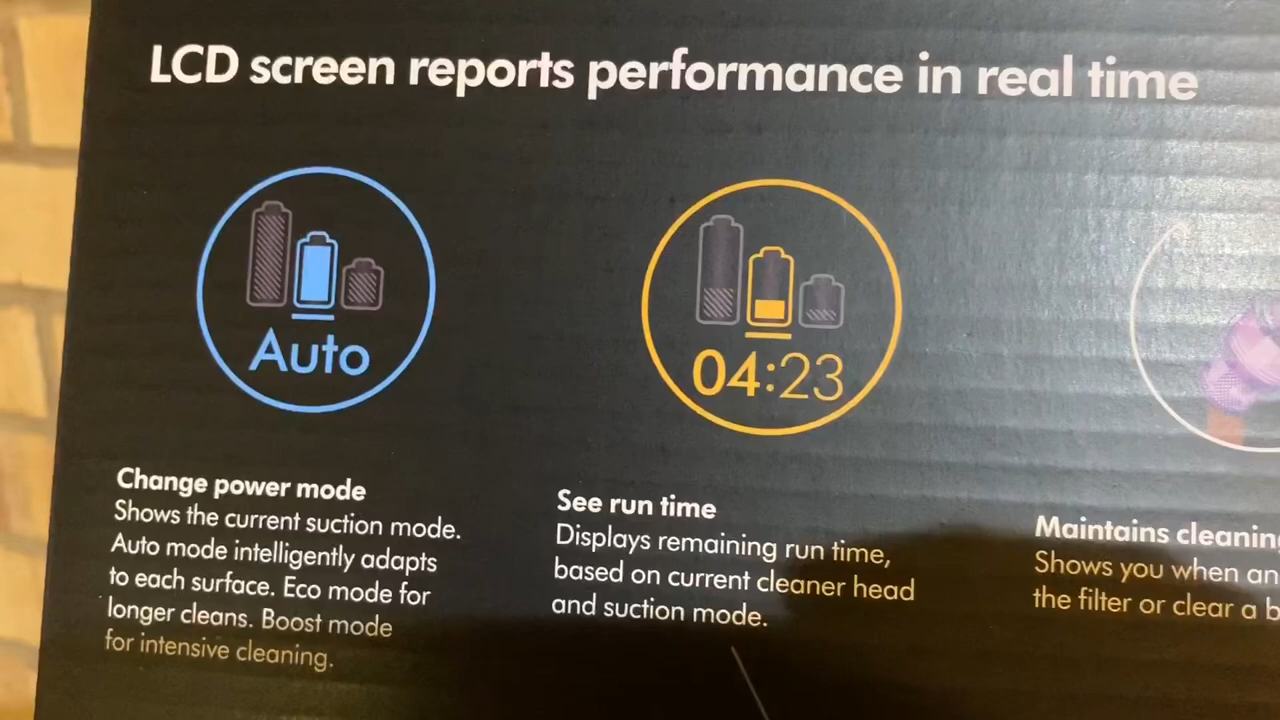 LCD screen reports performance in real time
Auto
04:23
Change power mode
Shows the current suction mode.
Auto mode intelligently adapts
to each surface. Eco mode for
longer cleans. Boost mode
for intensive cleaning.
See run time
Displays remaining run time,
based on current cleaner head
and suction mode.
Maintains cleanin
Shows you when an
the filter or clear a b